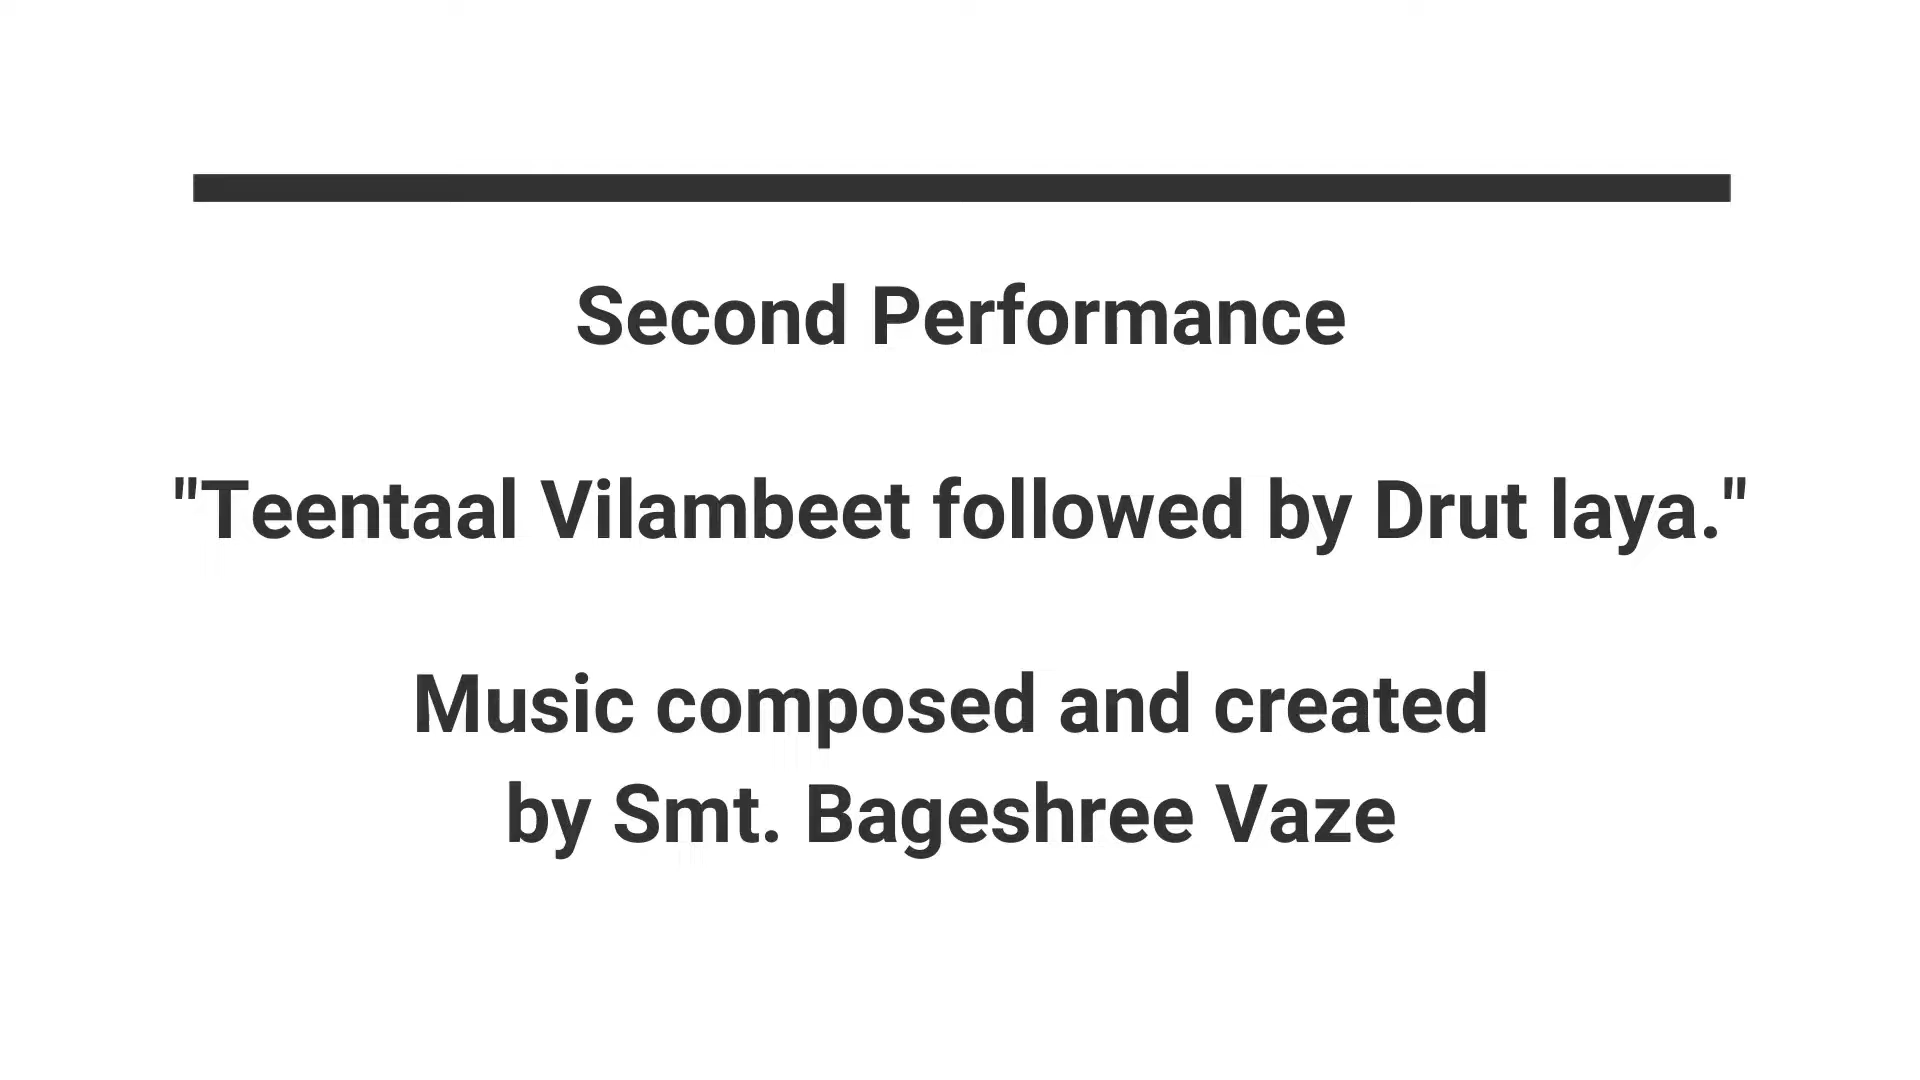 Second Performance
"Teentaal Vilambeet followed by Drut laya."
Music composed and created
by Smt. Bageshree Vaze